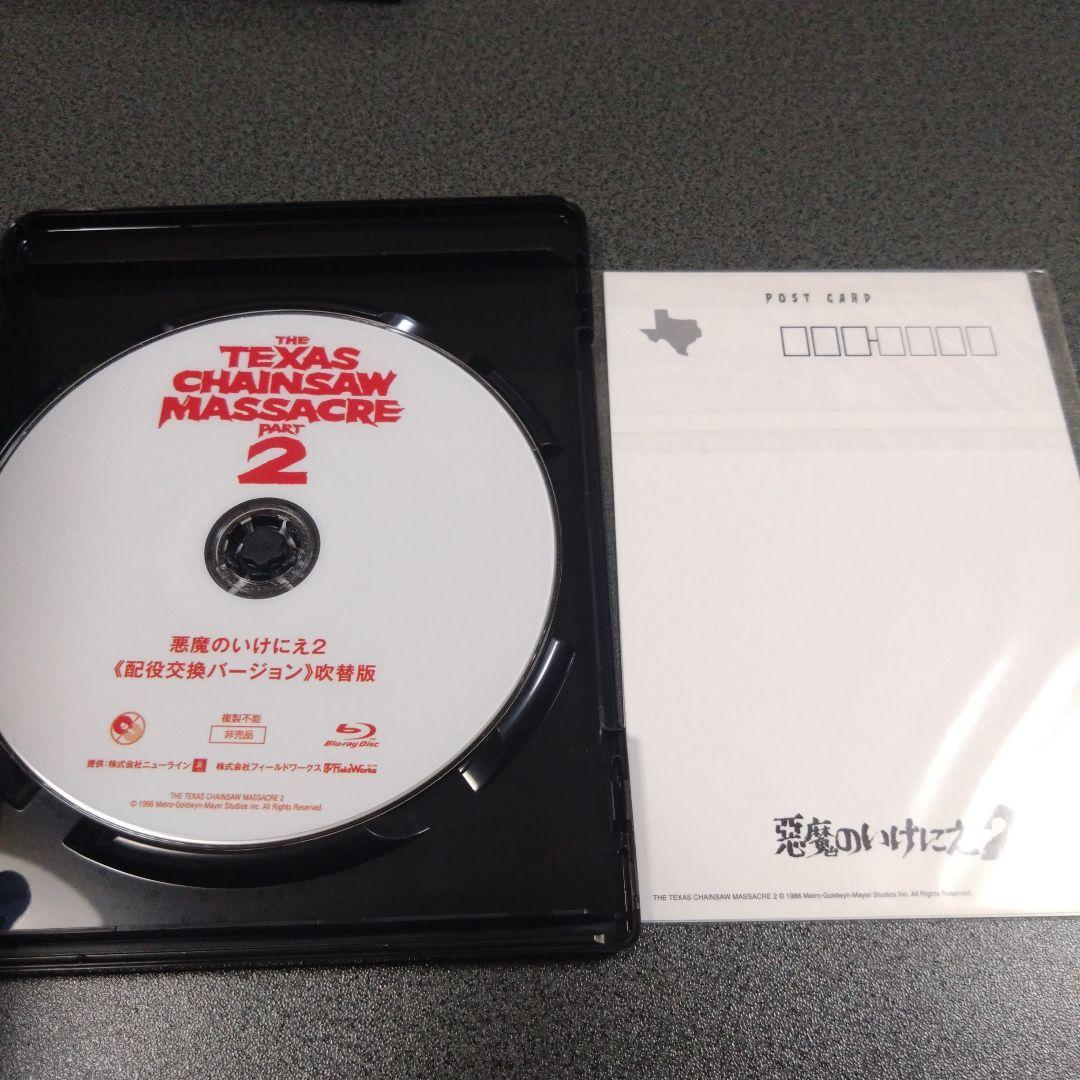 THE
TEXAS
CHAINSAW
MASSACRE
PART
2
悪魔のいけにえ2
《配役交換バージョン》吹替版
複製不能
非売品
Blu-ray Disc
提供：株式会社ニューライン 株式会社フィールドワークス FieldWorks
THE TEXAS CHAINSAW MASSACRE 2
© 1986 Metro-Goldwyn-Mayer Studios Inc. All Rights Reserved.
POST CARD
惡魔のいけにえ2
THE TEXAS CHAINSAW MASSACRE 2 © 1986 Metro-Goldwyn-Mayer Studios Inc. All Rights Reserved.